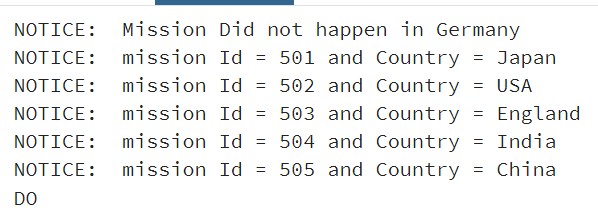 NOTICE:  Mission Did not happen in Germany
NOTICE:  mission Id = 501 and Country = Japan
NOTICE:  mission Id = 502 and Country = USA
NOTICE:  mission Id = 503 and Country = England
NOTICE:  mission Id = 504 and Country = India
NOTICE:  mission Id = 505 and Country = China
DO